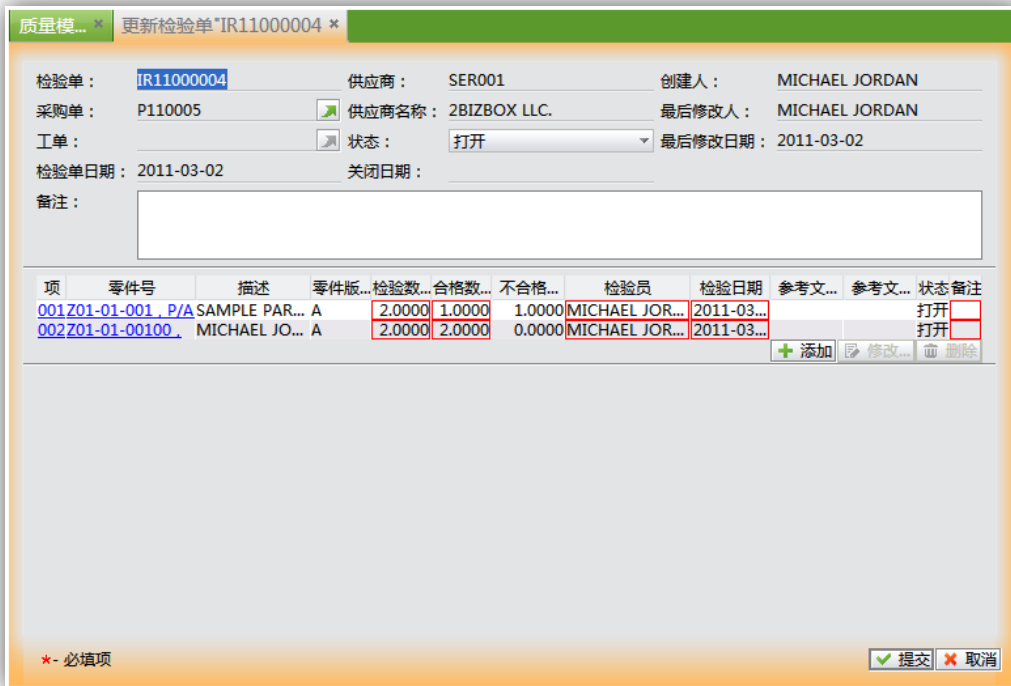 质量模... × 更新检验单"IR11000004 ×
检验单： IR11000004 供应商： SER001 创建人： MICHAEL JORDAN
采购单： P110005 供应商名称： 2BIZBOX LLC. 最后修改人： MICHAEL JORDAN
工单： 状态： 打开 最后修改日期： 2011-03-02
检验单日期： 2011-03-02 关闭日期：
备注：
项 零件号 描述 零件版... 检验数... 合格数... 不合格... 检验员 检验日期 参考文... 参考文... 状态 备注
001 Z01-01-001 , P/A SAMPLE PAR... A 2.0000 1.0000 1.0000 MICHAEL JOR... 2011-03... 打开
002 Z01-01-00100 , MICHAEL JO... A 2.0000 2.0000 0.0000 MICHAEL JOR... 2011-03... 打开
添加 修改... 删除
*- 必填项 提交 取消